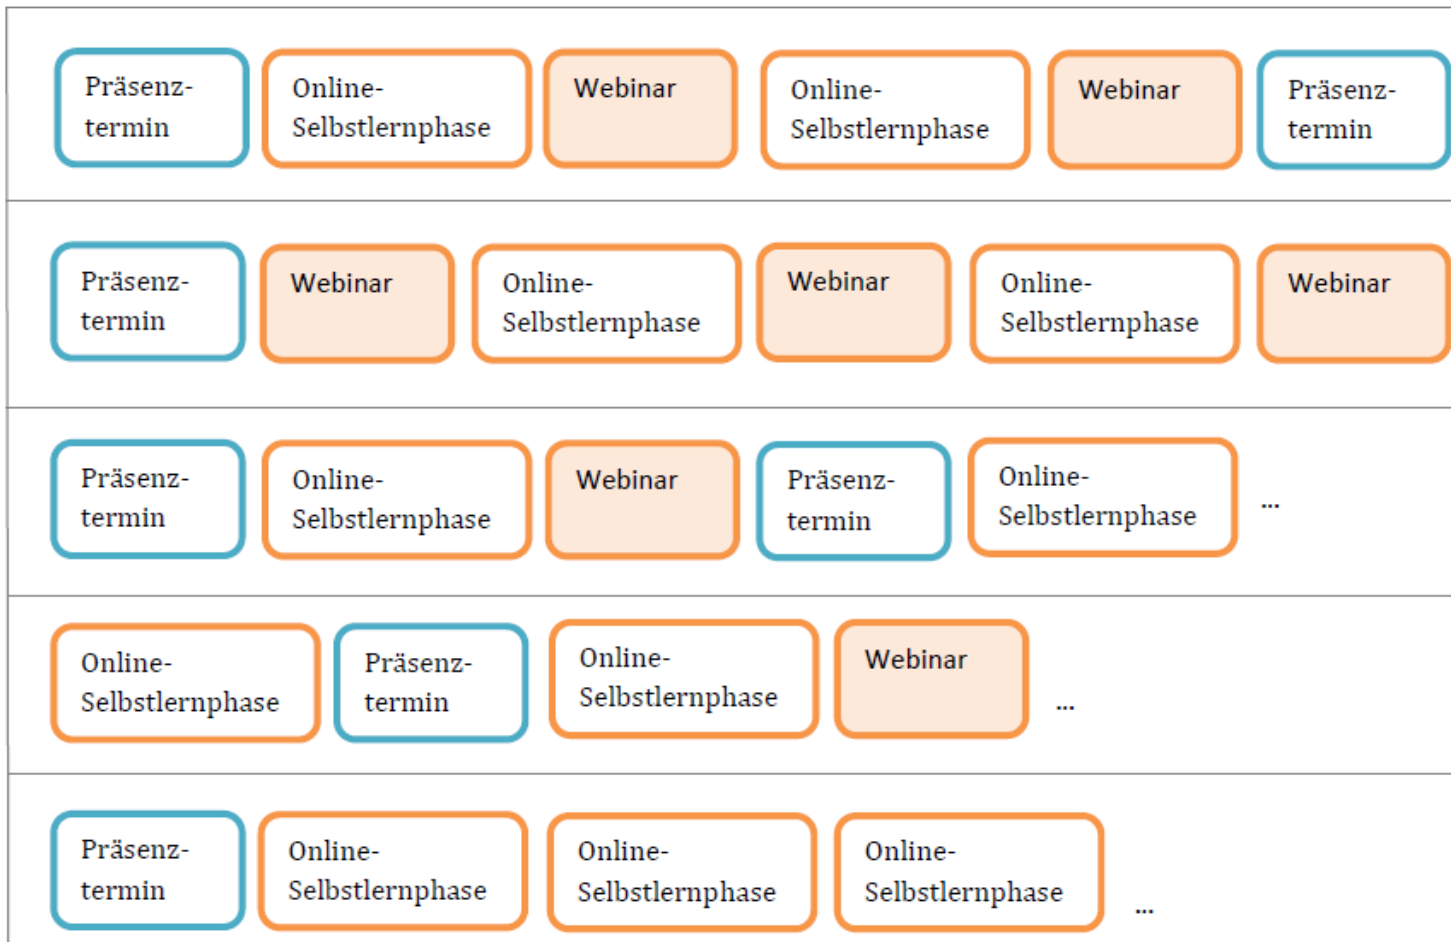 Präsenz-
termin
Online-
Selbstlernphase
Webinar
Online-
Selbstlernphase
Webinar
Präsenz-
termin
Präsenz-
termin
Webinar
Online-
Selbstlernphase
Webinar
Online-
Selbstlernphase
Webinar
Präsenz-
termin
Online-
Selbstlernphase
Webinar
Präsenz-
termin
Online-
Selbstlernphase
...
Online-
Selbstlernphase
Präsenz-
termin
Online-
Selbstlernphase
Webinar
...
Präsenz-
termin
Online-
Selbstlernphase
Online-
Selbstlernphase
Online-
Selbstlernphase
...